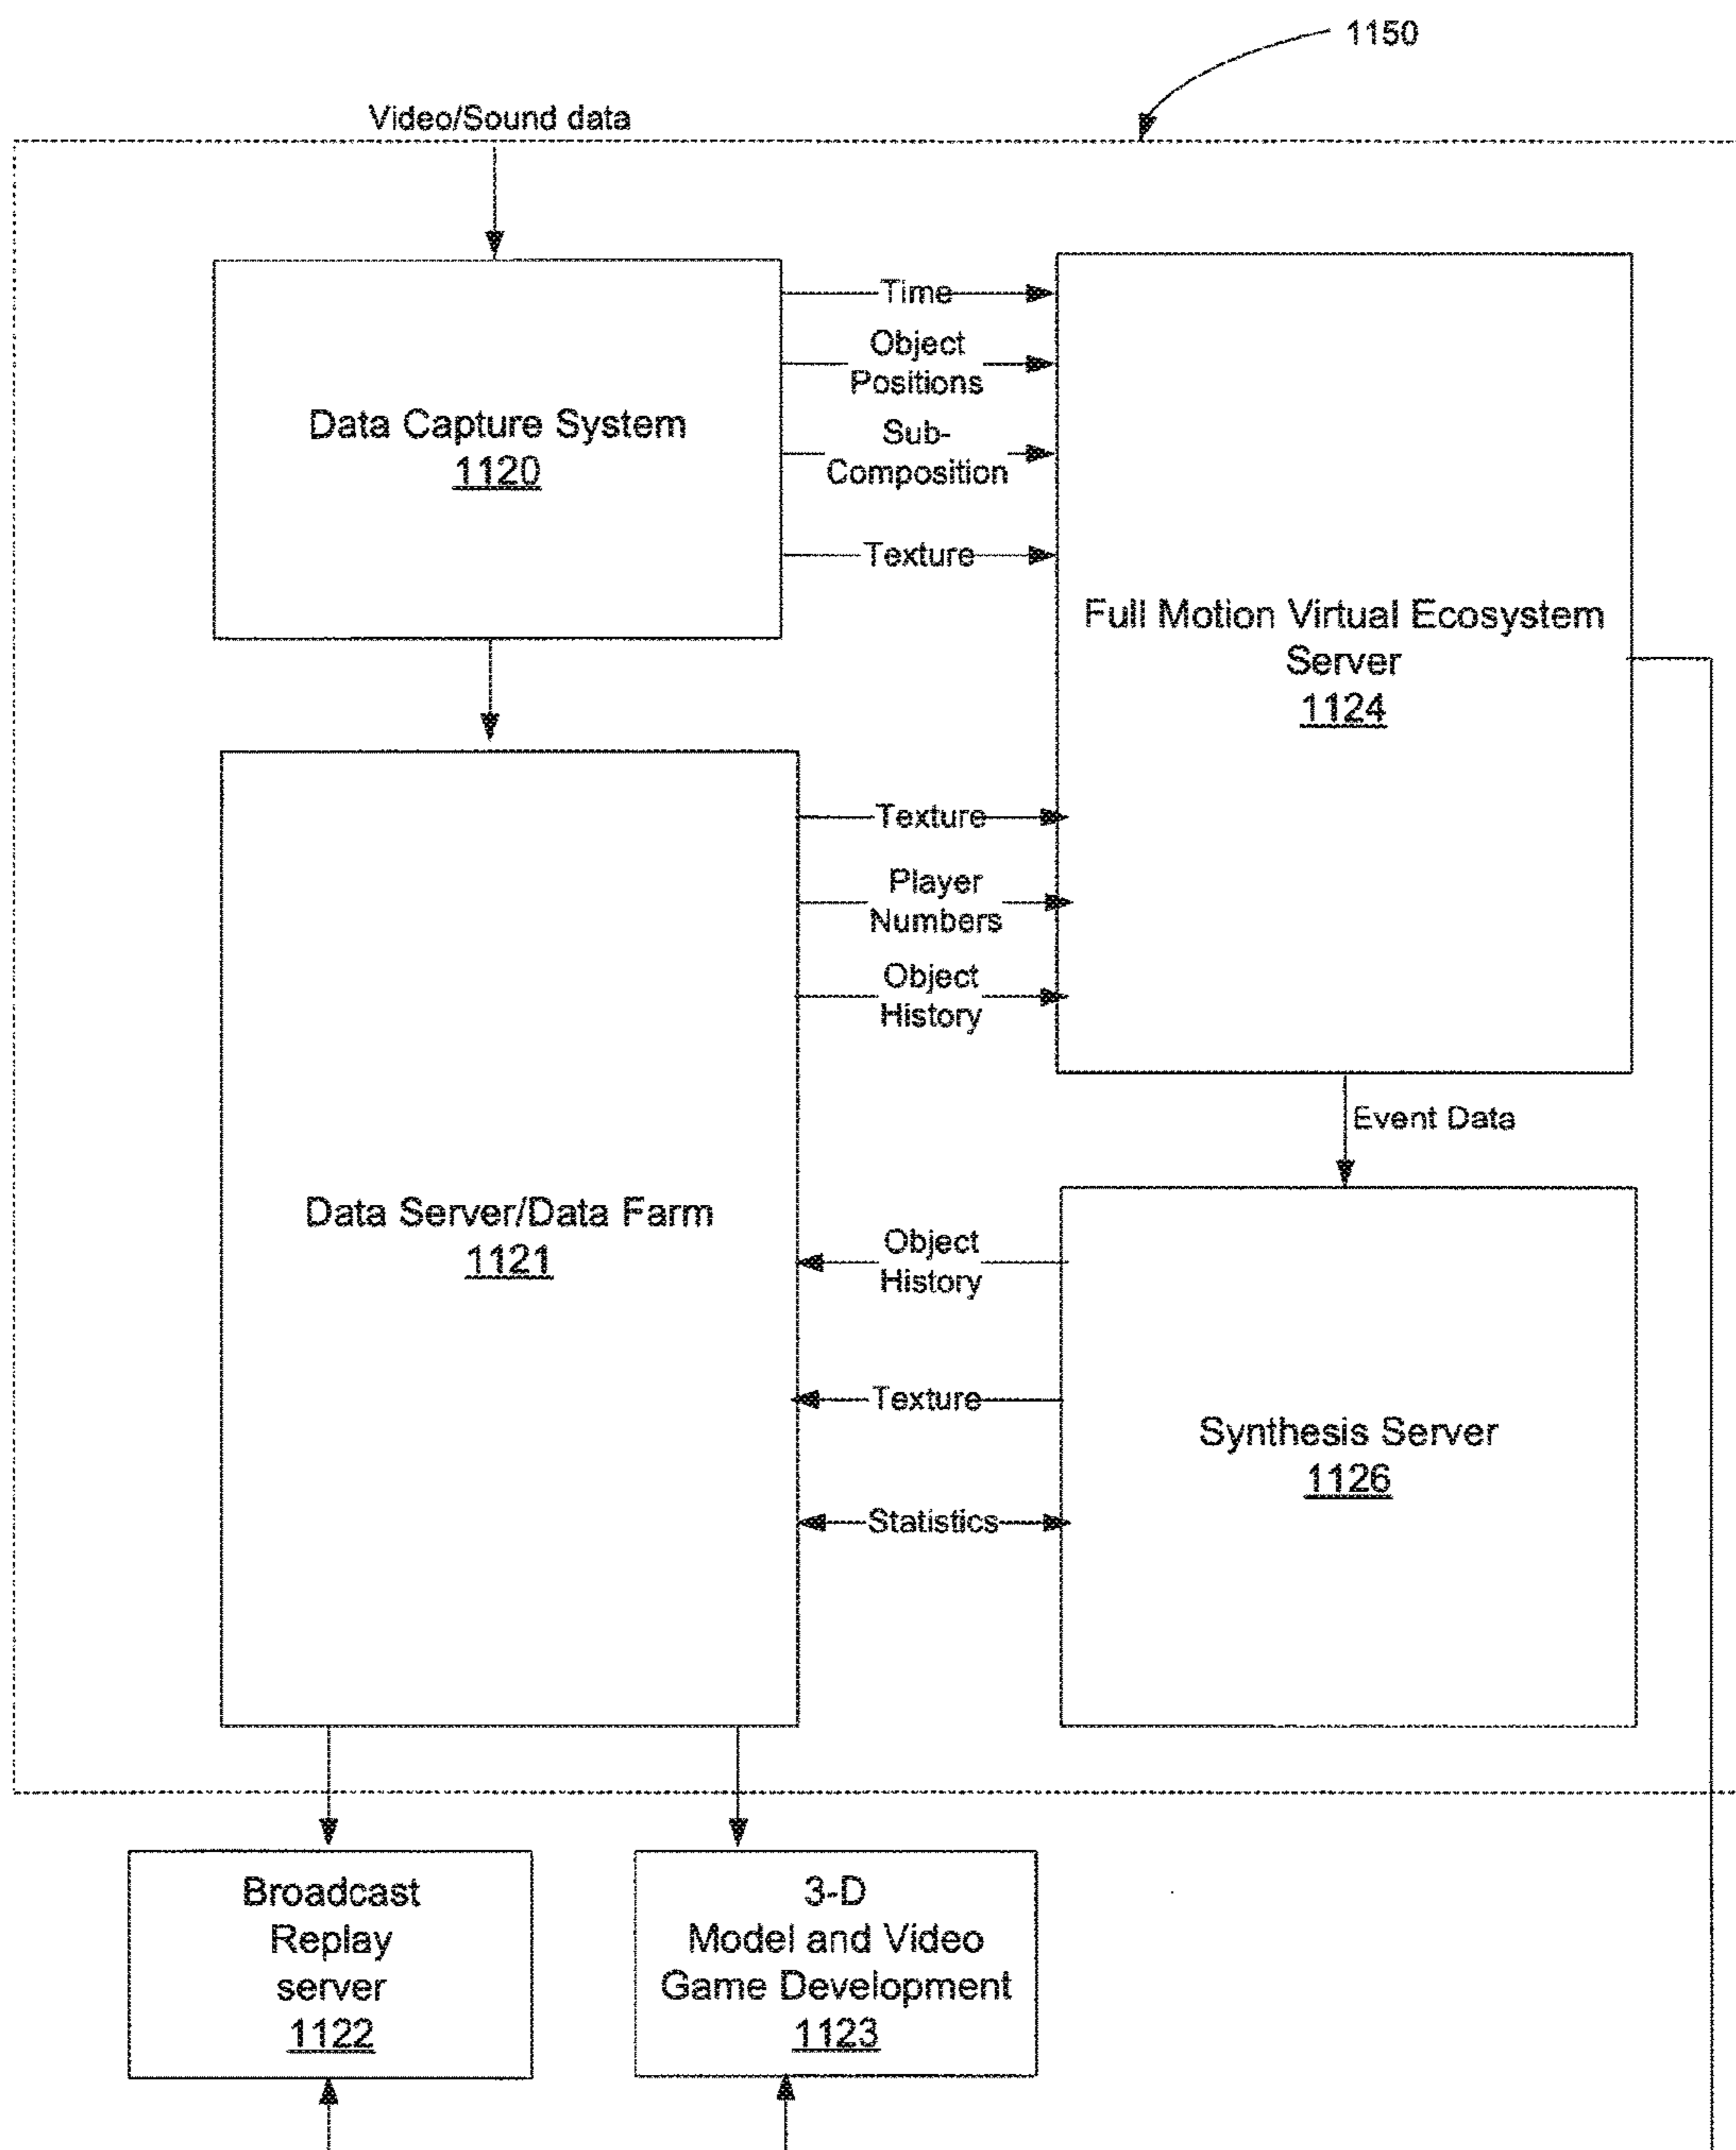 1150
Video/Sound data
Data Capture System
1120
Time
Object
Positions
Sub-
Composition
Texture
Full Motion Virtual Ecosystem
Server
1124
Texture
Player
Numbers
Object
History
Event Data
Data Server/Data Farm
1121
Object
History
Texture
Statistics
Synthesis Server
1126
Broadcast
Replay
server
1122
3-D
Model and Video
Game Development
1123